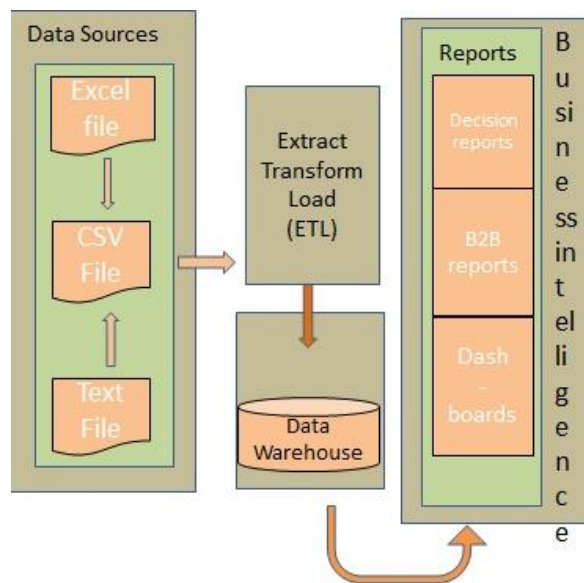 Data Sources
Excel
file
CSV
File
Text
File
Extract
Transform
Load
(ETL)
Data
Warehouse
Reports
Decision
reports
B2B
reports
Dash
-
boards
B
u
si
n
e
ss
in
t
el
li
g
e
n
c
e